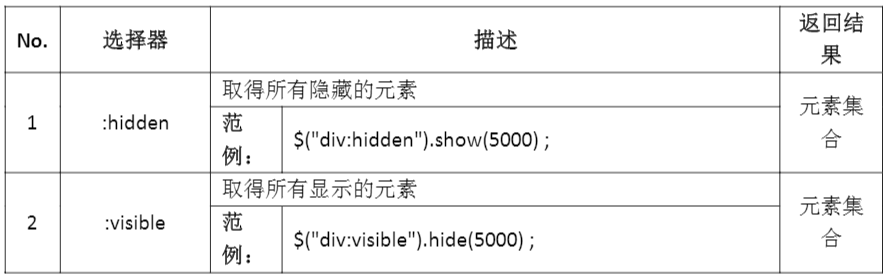 No. 选择器 描述 返回结果
1 :hidden 取得所有隐藏的元素 元素集合
范例： $("div:hidden").show(5000) ;
2 :visible 取得所有显示的元素 元素集合
范例： $("div:visible").hide(5000) ;